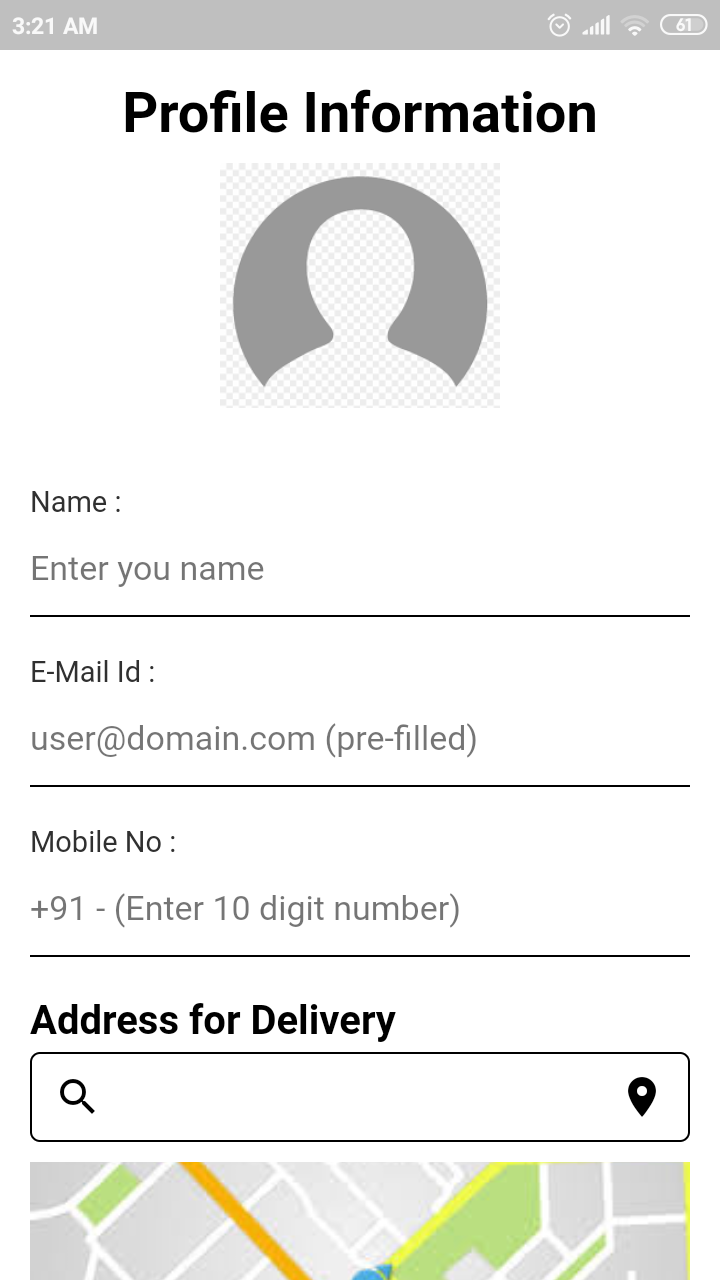 3:21 AM
61
Profile Information
Name :
Enter you name
E-Mail Id :
user@domain.com (pre-filled)
Mobile No :
+91 - (Enter 10 digit number)
Address for Delivery